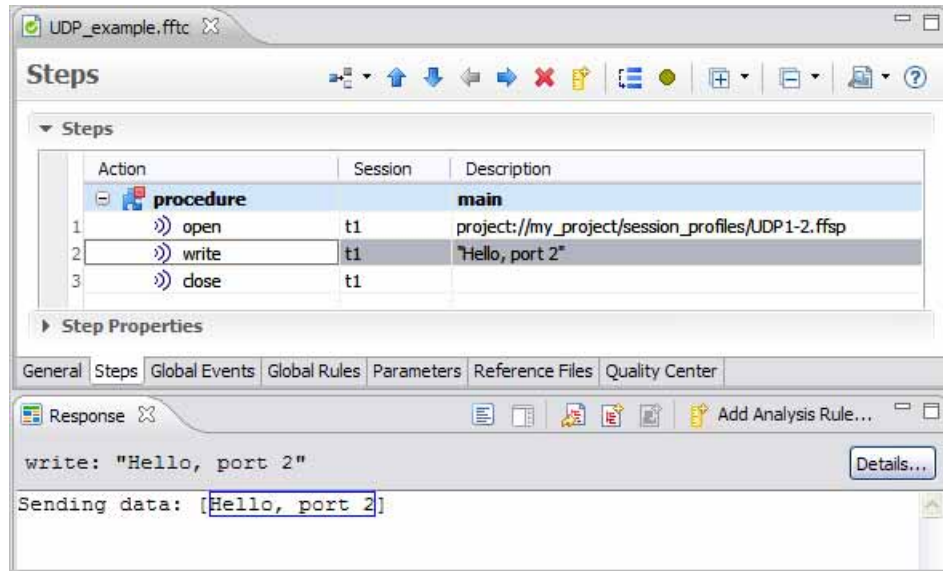 UDP_example.fftc
Steps
Steps
Action Session Description
procedure main
1 open t1 project://my_project/session_profiles/UDP1-2.ffsp
2 write t1 "Hello, port 2"
3 close t1
Step Properties
General Steps Global Events Global Rules Parameters Reference Files Quality Center
Response Add Analysis Rule...
write: "Hello, port 2" Details...
Sending data: [Hello, port 2]